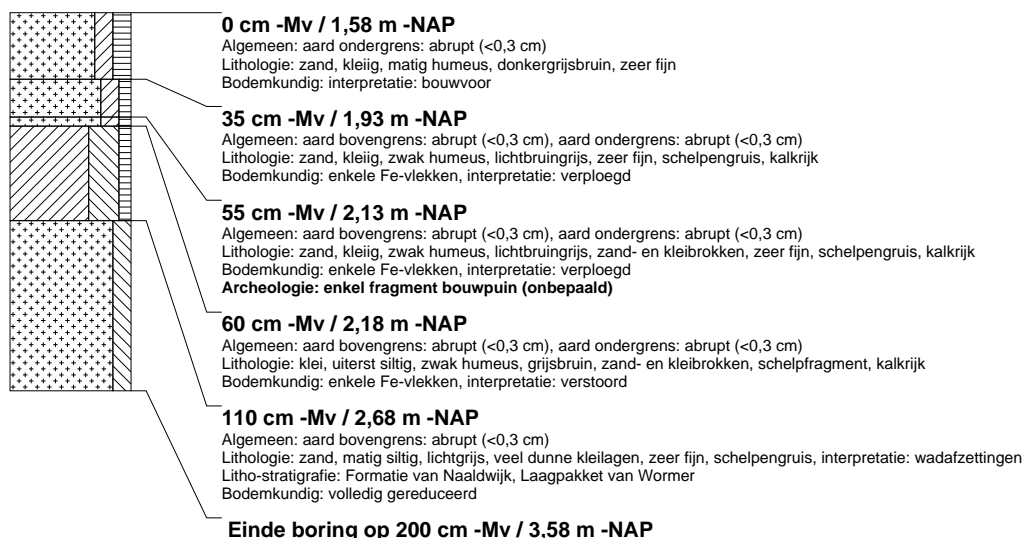 0 cm -Mv / 1,58 m -NAP
Algemeen: aard ondergrens: abrupt (<0,3 cm)
Lithologie: zand, kleiig, matig humeus, donkergrijsbruin, zeer fijn
Bodemkundig: interpretatie: bouwvoor
35 cm -Mv / 1,93 m -NAP
Algemeen: aard bovengrens: abrupt (<0,3 cm), aard ondergrens: abrupt (<0,3 cm)
Lithologie: zand, kleiig, zwak humeus, lichtbruingrijs, zeer fijn, schelpengruis, kalkrijk
Bodemkundig: enkele Fe-vlekken, interpretatie: verploegd
55 cm -Mv / 2,13 m -NAP
Algemeen: aard bovengrens: abrupt (<0,3 cm), aard ondergrens: abrupt (<0,3 cm)
Lithologie: zand, kleiig, zwak humeus, lichtbruingrijs, zand- en kleibrokken, zeer fijn, schelpengruis, kalkrijk
Bodemkundig: enkele Fe-vlekken, interpretatie: verploegd
Archeologie: enkel fragment bouwpuin (onbepaald)
60 cm -Mv / 2,18 m -NAP
Algemeen: aard bovengrens: abrupt (<0,3 cm), aard ondergrens: abrupt (<0,3 cm)
Lithologie: klei, uiterst siltig, zwak humeus, grijsbruin, zand- en kleibrokken, schelpfragment, kalkrijk
Bodemkundig: enkele Fe-vlekken, interpretatie: verstoord
110 cm -Mv / 2,68 m -NAP
Algemeen: aard bovengrens: abrupt (<0,3 cm)
Lithologie: zand, matig siltig, lichtgrijs, veel dunne kleilagen, zeer fijn, schelpengruis, interpretatie: wadafzettingen
Litho-stratigrafie: Formatie van Naaldwijk, Laagpakket van Wormer
Bodemkundig: volledig gereduceerd
Einde boring op 200 cm -Mv / 3,58 m -NAP